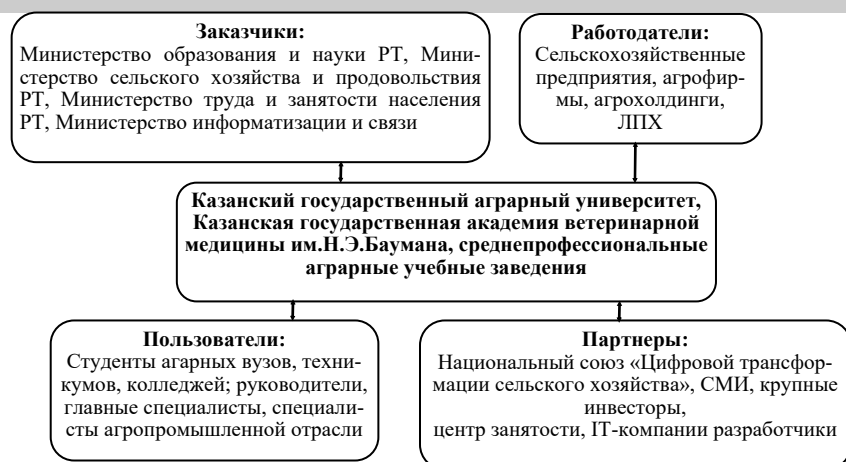 Заказчики:
Министерство образования и науки РТ, Мини-
стерство сельского хозяйства и продовольствия
РТ, Министерство труда и занятости населения
РТ, Министерство информатизации и связи
Работодатели:
Сельскохозяйственные
предприятия, агрофир-
мы, агрохолдинги,
ЛПХ
Казанский государственный аграрный университет,
Казанская государственная академия ветеринарной
медицины им.Н.Э.Баумана, среднепрофессиональные
аграрные учебные заведения
Пользователи:
Студенты агарных вузов, техни-
кумов, колледжей; руководители,
главные специалисты, специали-
сты агропромышленной отрасли
Партнеры:
Национальный союз «Цифровой трансфор-
мации сельского хозяйства», СМИ, крупные
инвесторы,
центр занятости, IT-компании разработчики